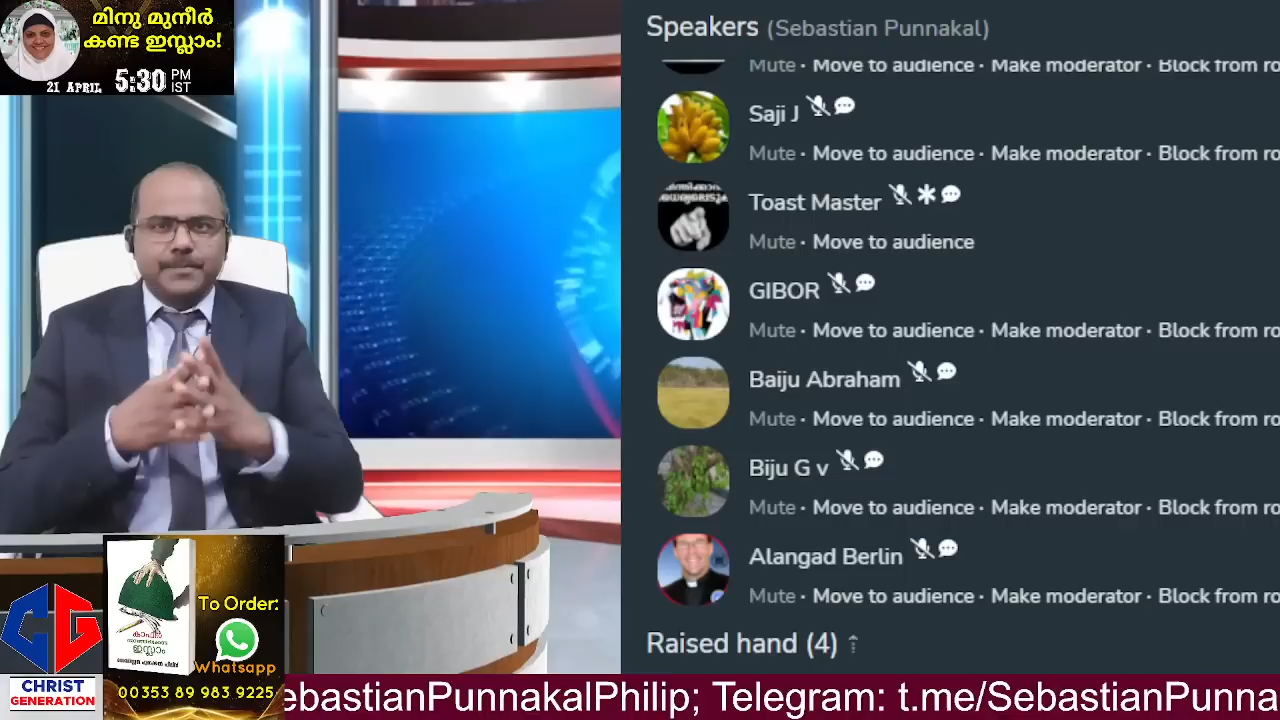 മിനു മുനീർ
കണ്ട ഇസ്ലാം!
21 APRIL 5:30 PM IST
Speakers (Sebastian Punnakal)
Mute · Move to audience · Make moderator · Block from ro
Saji J
Mute · Move to audience · Make moderator · Block from ro
Toast Master
Mute · Move to audience
GIBOR
Mute · Move to audience · Make moderator · Block from ro
Baiju Abraham
Mute · Move to audience · Make moderator · Block from ro
Biju G v
Mute · Move to audience · Make moderator · Block from ro
Alangad Berlin
Mute · Move to audience · Make moderator · Block from ro
Raised hand (4)
CG
CHRIST
GENERATION
കാഫിർ
ഇസ്ലാം
To Order:
Whatsapp
00353 89 983 9225
ebastianPunnakalPhilip; Telegram: t.me/SebastianPunna